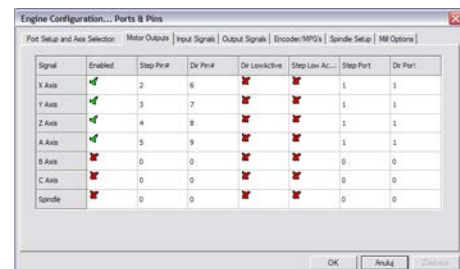 Engine Configuration... Ports & Pins
Port Setup and Axis Selection Motor Outputs Input Signals Output Signals Encoder/MPG's Spindle Setup Mill Options
Signal Enabled Step Pin# Dir Pin# Dir LowActive Step Low Ac... Step Port Dir Port
X Axis 2 6 1 1
Y Axis 3 7 1 1
Z Axis 4 8 1 1
A Axis 5 9 1 1
B Axis 0 0 0 0
C Axis 0 0 0 0
Spindle 0 0 0 0
OK Anuluj Zastosuj